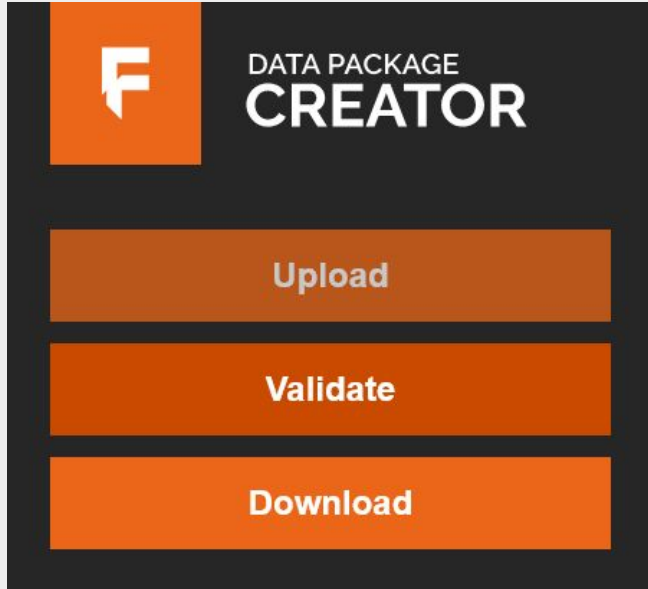 F
DATA PACKAGE
CREATOR
Upload
Validate
Download